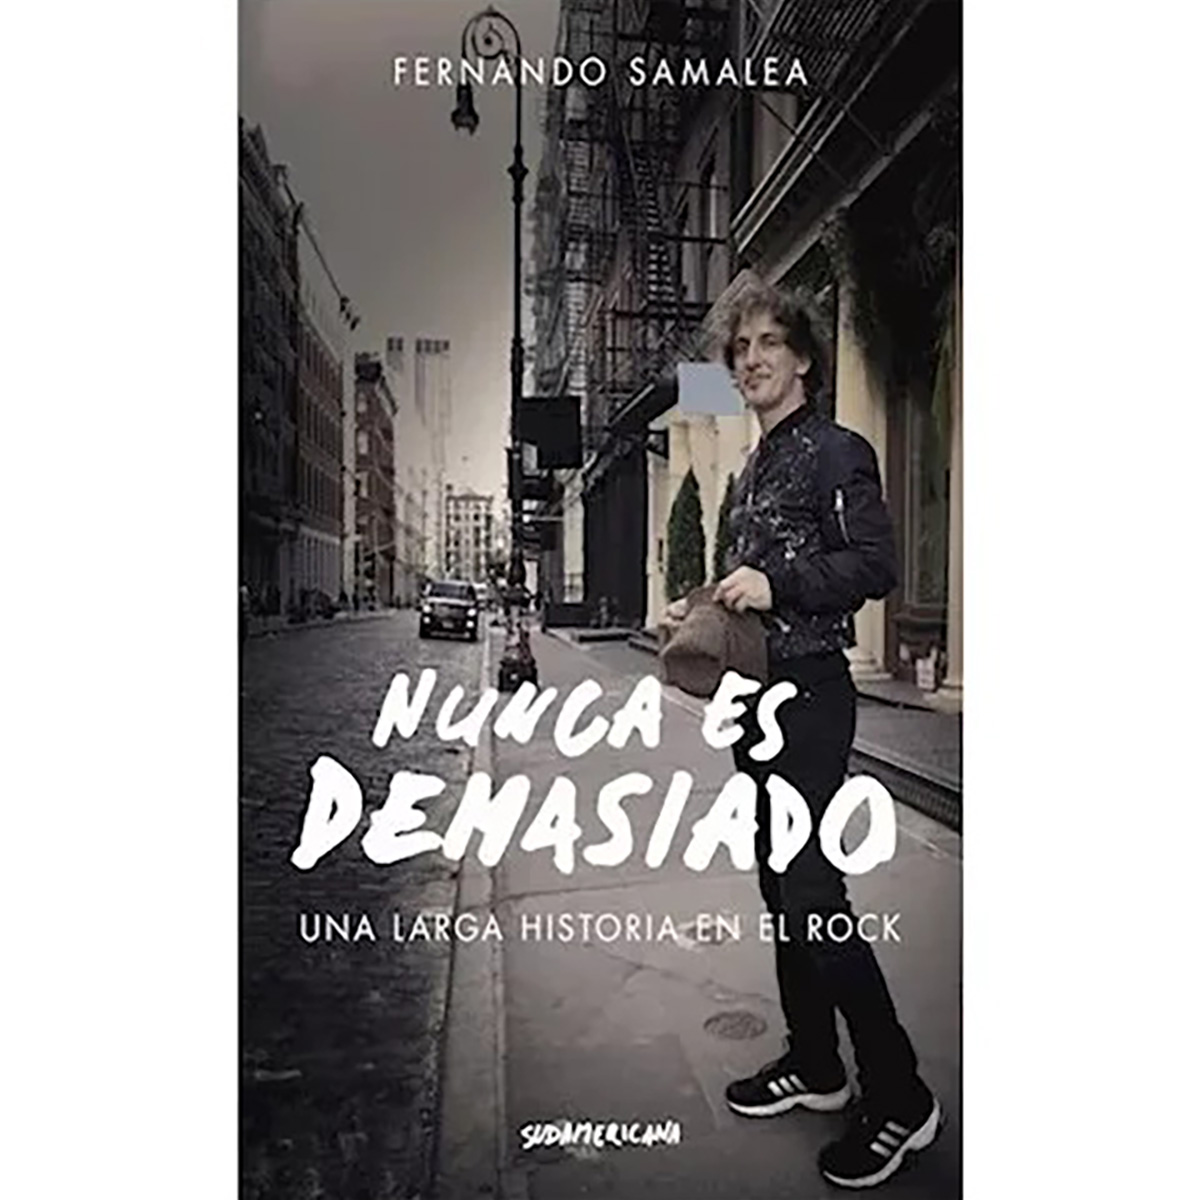 FERNANDO SAMALEA
NUNCA ES
DEMASIADO
UNA LARGA HISTORIA EN EL ROCK
SUDAMERICANA